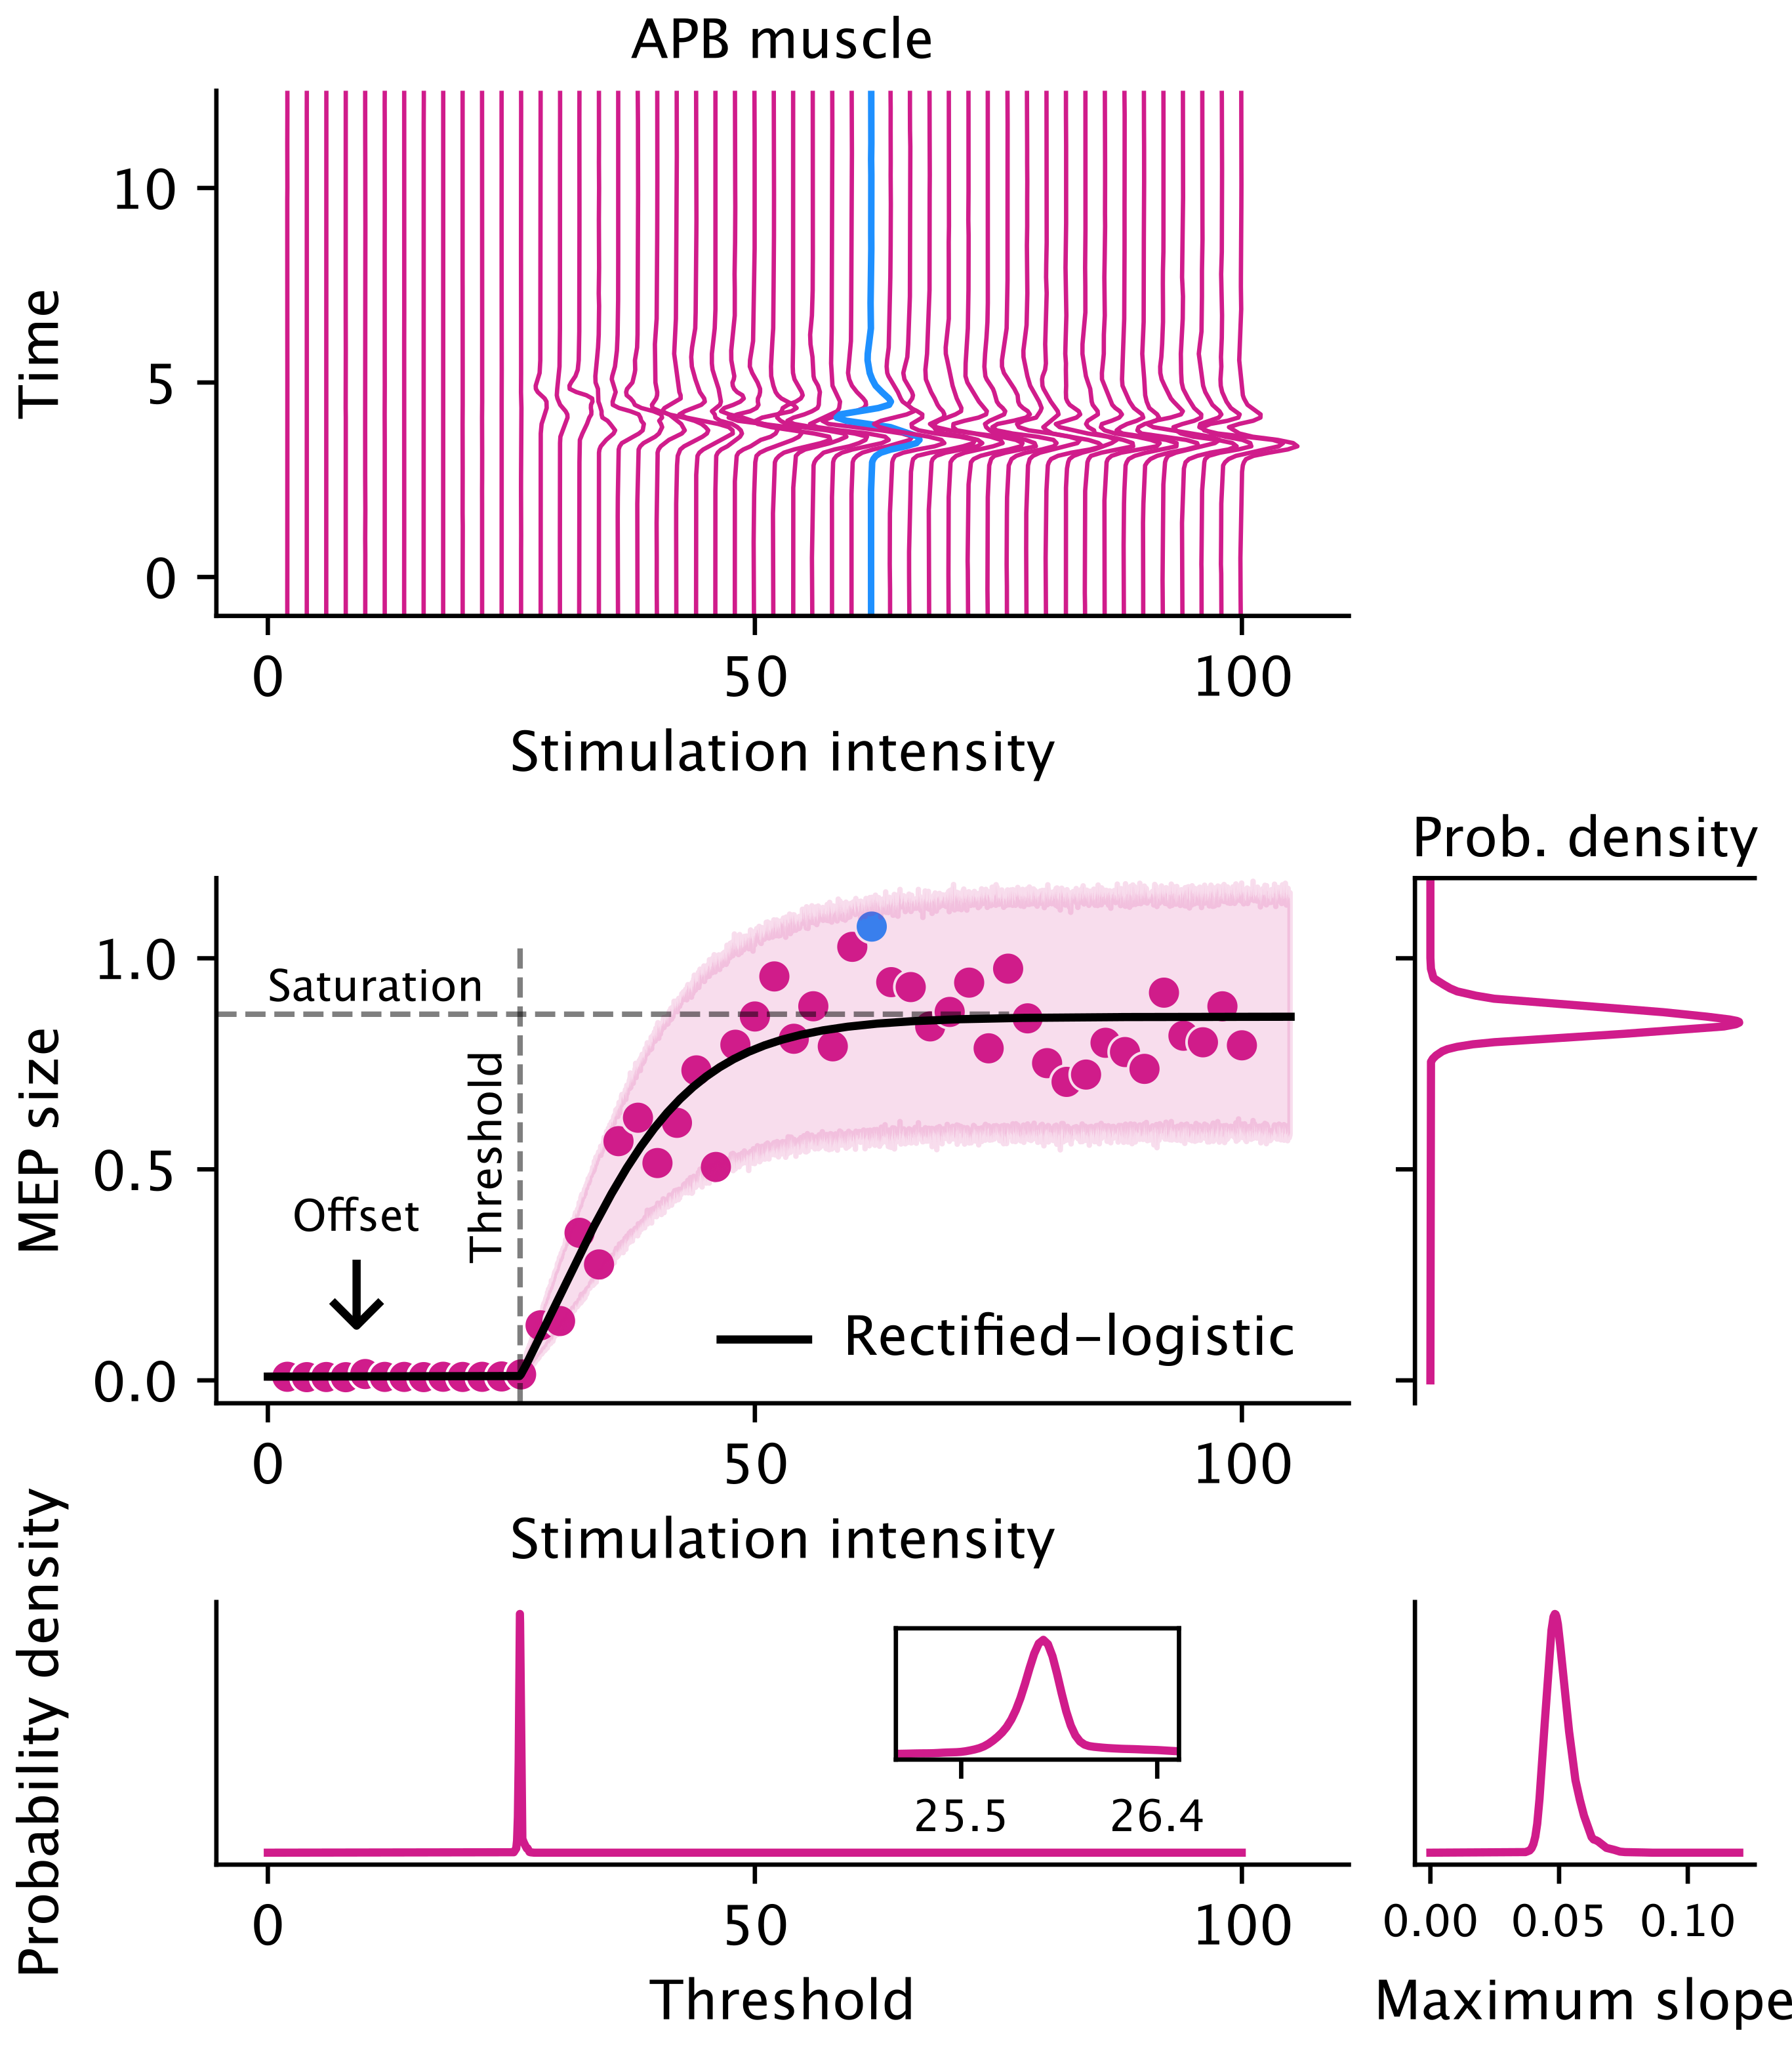 APB muscle
Time
10
5
0
0 50 100
Stimulation intensity
Prob. density
MEP size
1.0
0.5
0.0
Saturation
Threshold
Offset
Rectified–logistic
0 50 100
Stimulation intensity
Probability density
25.5 26.4
0 50 100
Threshold
0.00 0.05 0.10
Maximum slope